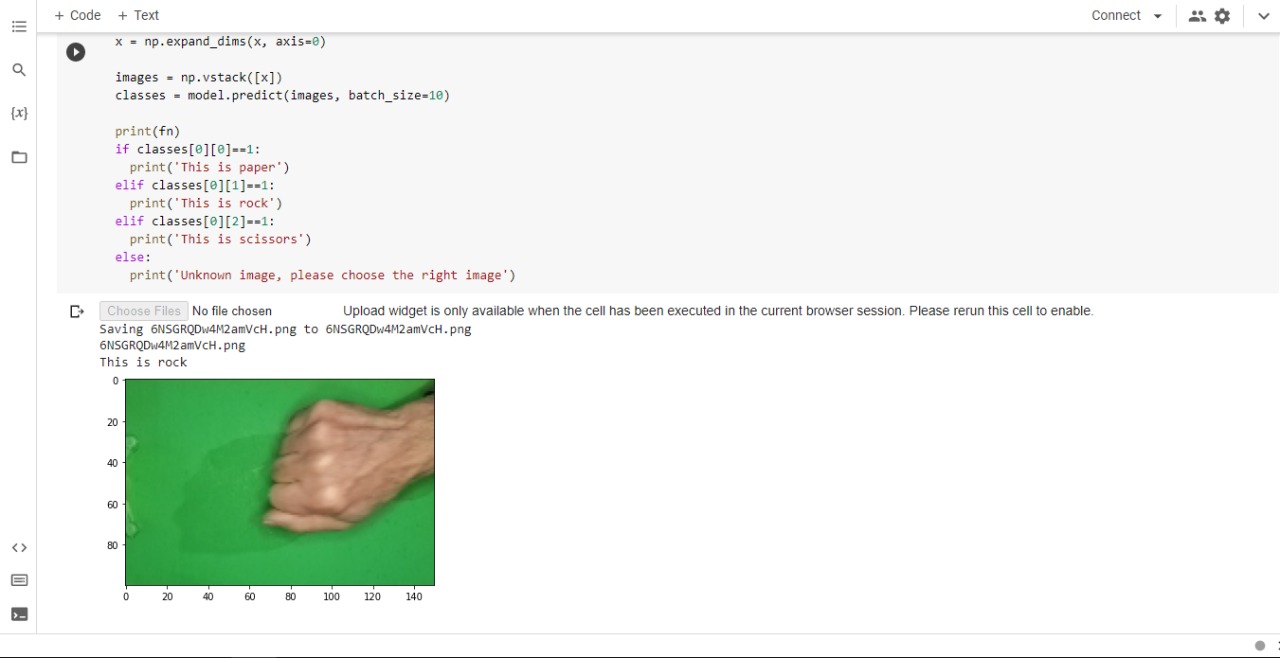 + Code + Text Connect
x = np.expand_dims(x, axis=0)
images = np.vstack([x])
classes = model.predict(images, batch_size=10)
print(fn)
if classes[0][0]==1:
print('This is paper')
elif classes[0][1]==1:
print('This is rock')
elif classes[0][2]==1:
print('This is scissors')
else:
print('Unknown image, please choose the right image')
Choose Files No file chosen Upload widget is only available when the cell has been executed in the current browser session. Please rerun this cell to enable.
Saving 6NSGRQDw4M2amVcH.png to 6NSGRQDw4M2amVcH.png
6NSGRQDw4M2amVcH.png
This is rock
0
20
40
60
80
0 20 40 60 80 100 120 140
{x}